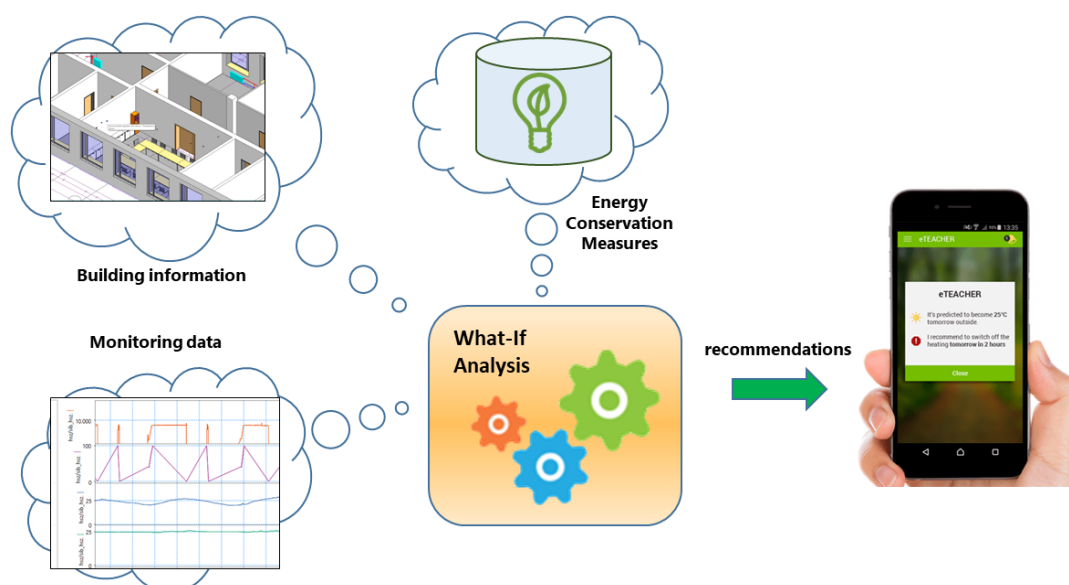 Building information
Energy
Conservation
Measures
Monitoring data
10.000
100
0
25
0
25
0
What-If
Analysis
recommendations
13:35
eTEACHER
eTEACHER
It's predicted to become 25°C
tomorrow outside.
I recommend to switch off the
heating tomorrow in 2 hours
Close